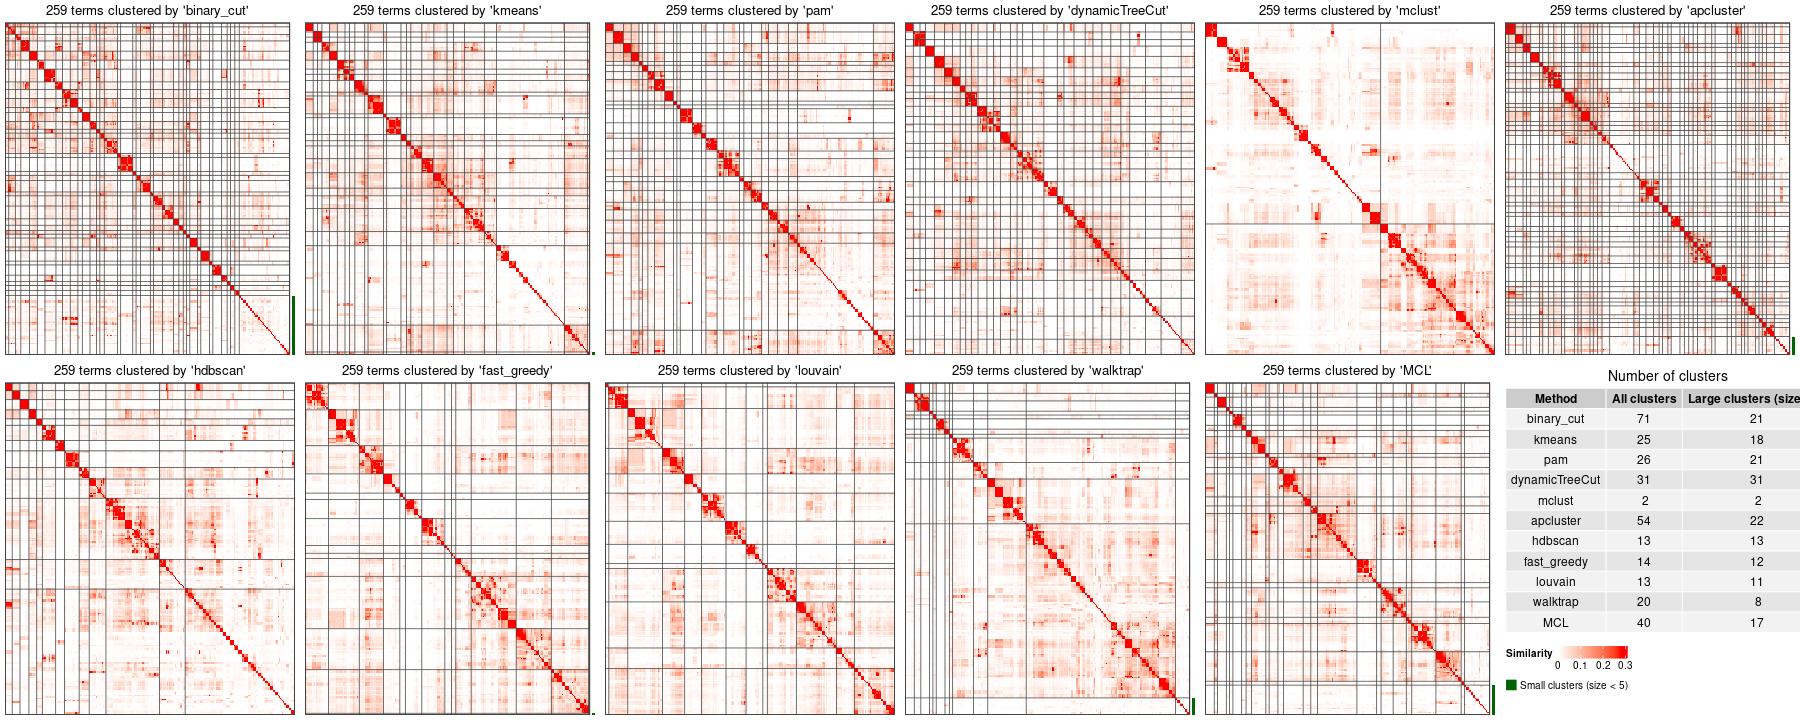 259 terms clustered by 'binary_cut'
259 terms clustered by 'kmeans'
259 terms clustered by 'pam'
259 terms clustered by 'dynamicTreeCut'
259 terms clustered by 'mclust'
259 terms clustered by 'apcluster'
259 terms clustered by 'hdbscan'
259 terms clustered by 'fast_greedy'
259 terms clustered by 'louvain'
259 terms clustered by 'walktrap'
259 terms clustered by 'MCL'
Number of clusters
Method All clusters Large clusters (size
binary_cut 71 21
kmeans 25 18
pam 26 21
dynamicTreeCut 31 31
mclust 2 2
apcluster 54 22
hdbscan 13 13
fast_greedy 14 12
louvain 13 11
walktrap 20 8
MCL 40 17
Similarity
0 0.1 0.2 0.3
Small clusters (size < 5)